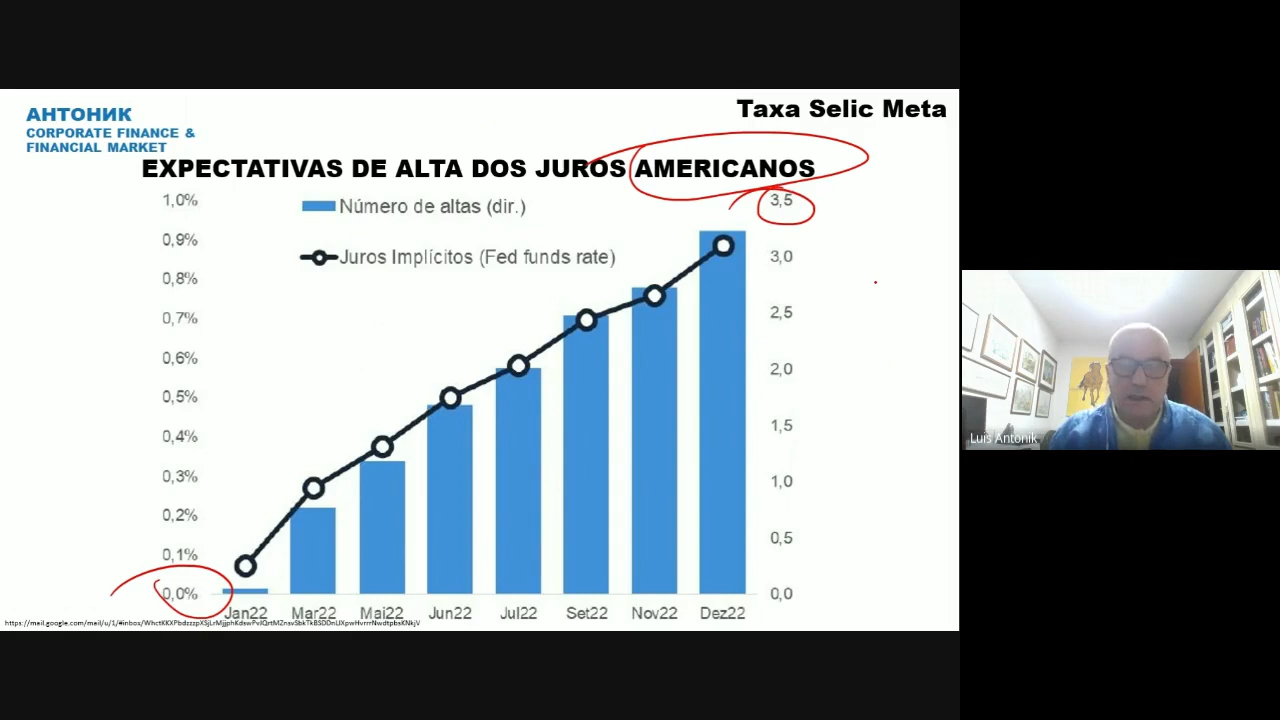 АНТОНИК
CORPORATE FINANCE &
FINANCIAL MARKET
Taxa Selic Meta
EXPECTATIVAS DE ALTA DOS JUROS AMERICANOS
1,0%
0,9%
0,8%
0,7%
0,6%
0,5%
0,4%
0,3%
0,2%
0,1%
0,0%
Número de altas (dir.)
Juros Implícitos (Fed funds rate)
3,5
3,0
2,5
2,0
1,5
1,0
0,5
0,0
Jan22 Mar22 Mai22 Jun22 Jul22 Set22 Nov22 Dez22
Luis Antonik